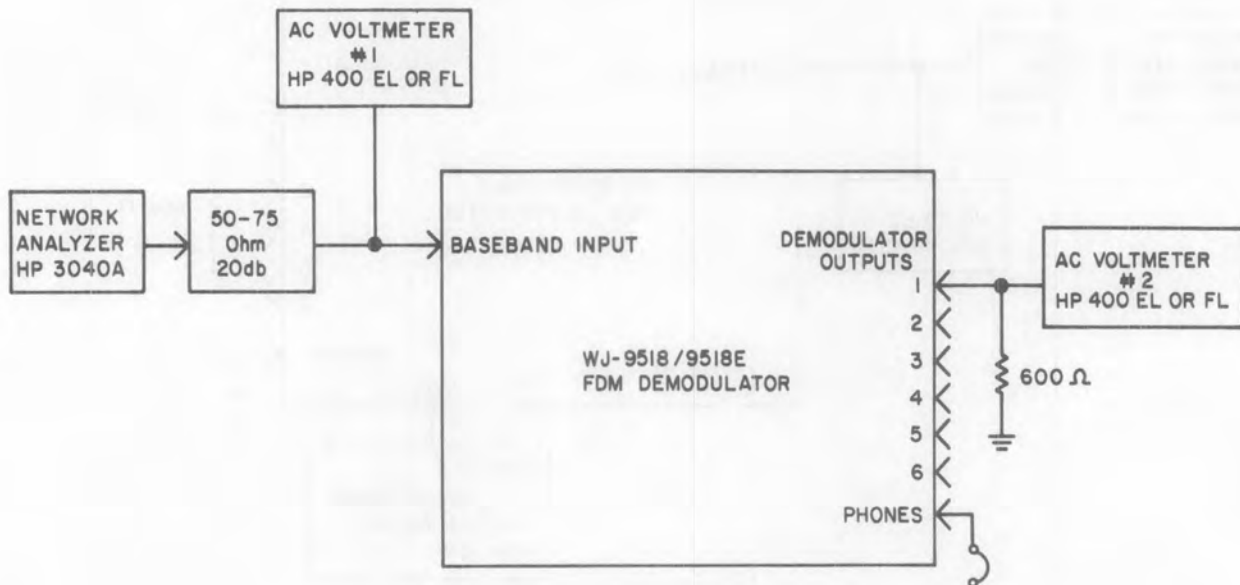 AC VOLTMETER
#1
HP 400 EL OR FL
NETWORK
ANALYZER
HP 3040A
50-75
Ohm
20db
BASEBAND INPUT
DEMODULATOR
OUTPUTS
1
2
3
4
5
6
PHONES
WJ-9518/9518E
FDM DEMODULATOR
AC VOLTMETER
#2
HP 400 EL OR FL
600 Ω